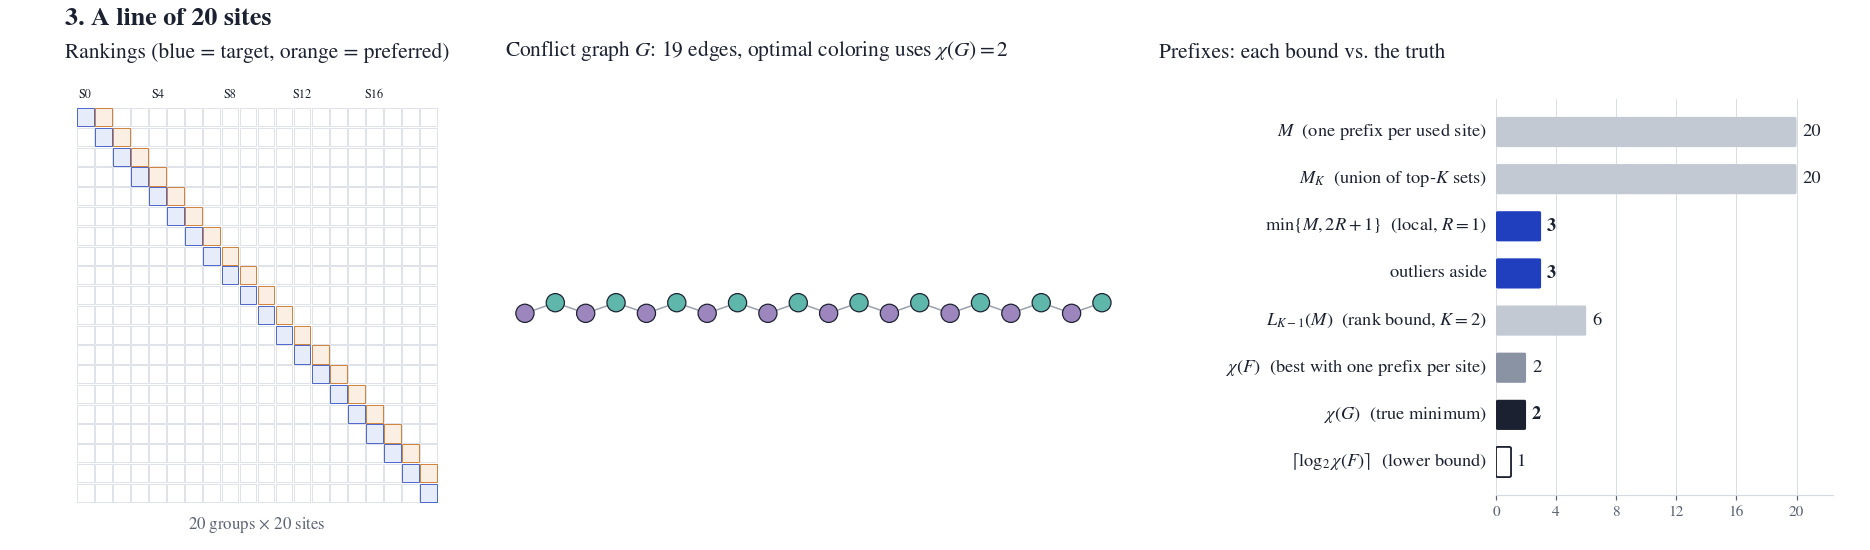 3. A line of 20 sites
Rankings (blue = target, orange = preferred)
S0 S4 S8 S12 S16
20 groups × 20 sites
Conflict graph G: 19 edges, optimal coloring uses χ(G) = 2
Prefixes: each bound vs. the truth
M (one prefix per used site) 20
M_K (union of top-K sets) 20
min{M, 2R + 1} (local, R = 1) 3
outliers aside 3
L_{K−1}(M) (rank bound, K = 2) 6
χ(F) (best with one prefix per site) 2
χ(G) (true minimum) 2
⌈log₂ χ(F)⌉ (lower bound) 1
0 4 8 12 16 20